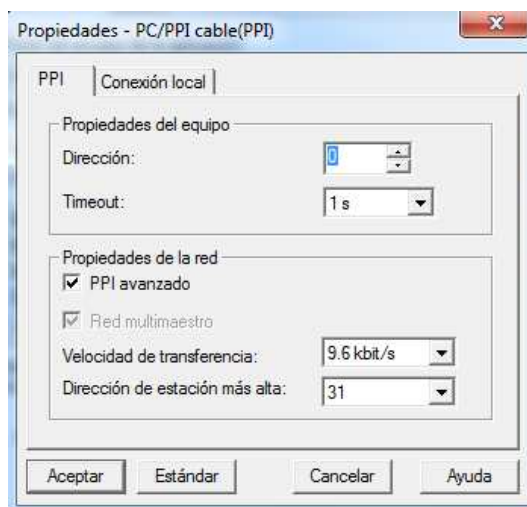 Propiedades - PC/PPI cable(PPI)
PPI
Conexión local
Propiedades del equipo
Dirección: 0
Timeout: 1 s
Propiedades de la red
PPI avanzado
Red multimaestro
Velocidad de transferencia: 9.6 kbit/s
Dirección de estación más alta: 31
Aceptar Estándar Cancelar Ayuda